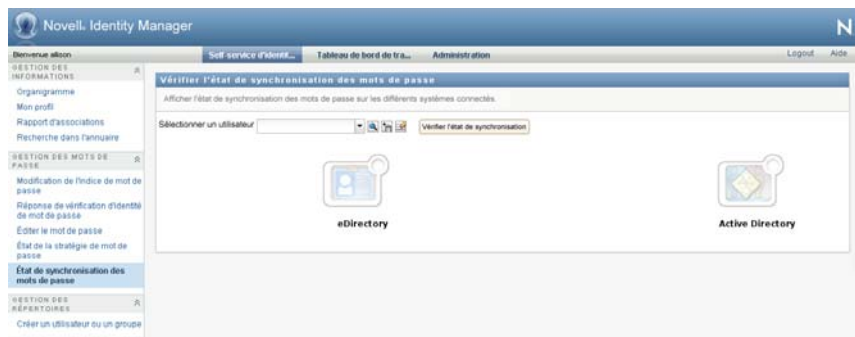 Novell® Identity Manager
N
Bienvenue alison
Self-service d'identit...
Tableau de bord de tra...
Administration
Logout
Aide
GESTION DES
INFORMATIONS
Organigramme
Mon profil
Rapport d'associations
Recherche dans l'annuaire
GESTION DES MOTS DE
PASSE
Modification de l'indice de mot de
passe
Réponse de vérification d'identité
de mot de passe
Éditer le mot de passe
État de la stratégie de mot de
passe
État de synchronisation des
mots de passe
GESTION DES
RÉPERTOIRES
Créer un utilisateur ou un groupe
Vérifier l'état de synchronisation des mots de passe
Afficher l'état de synchronisation des mots de passe sur les différents systèmes connectés.
Sélectionner un utilisateur
Vérifier l'état de synchronisation
eDirectory
Active Directory